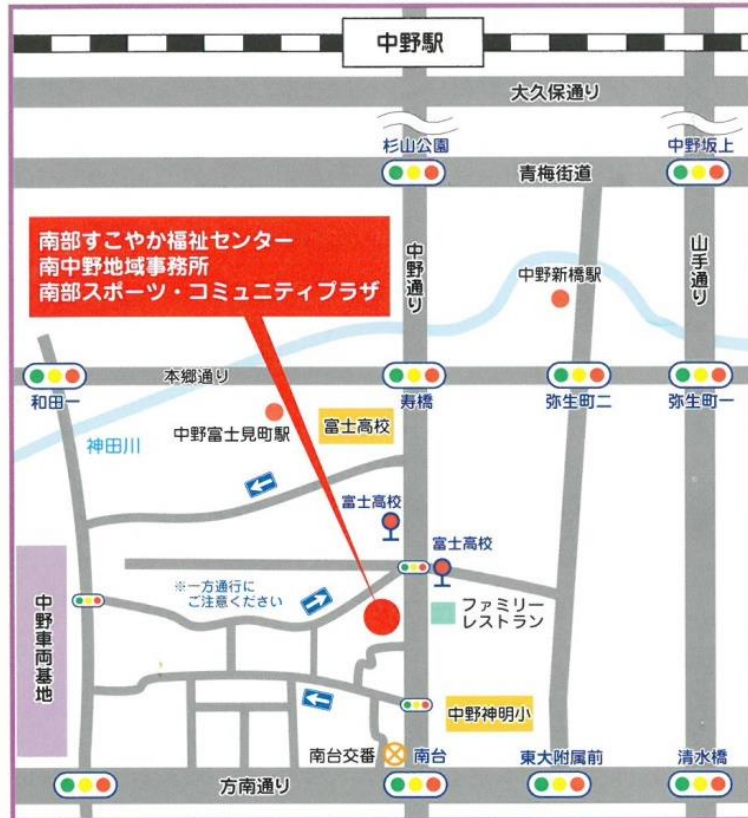 中野駅
大久保通り
杉山公園
中野坂上
青梅街道
南部すこやか福祉センター
南中野地域事務所
南部スポーツ・コミュニティプラザ
中野通り
山手通り
中野新橋駅
本郷通り
和田一
寿橋
弥生町二
弥生町一
中野富士見町駅
富士高校
神田川
富士高校
富士高校
※一方通行に
ご注意ください
ファミリー
レストラン
中野車両基地
中野神明小
南台交番
南台
東大附属前
清水橋
方南通り